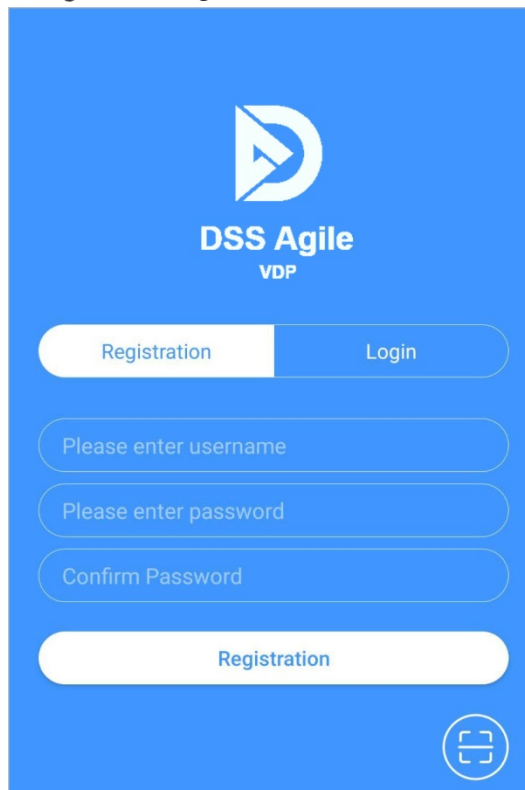 DSS Agile
VDP
Registration Login
Please enter username
Please enter password
Confirm Password
Registration